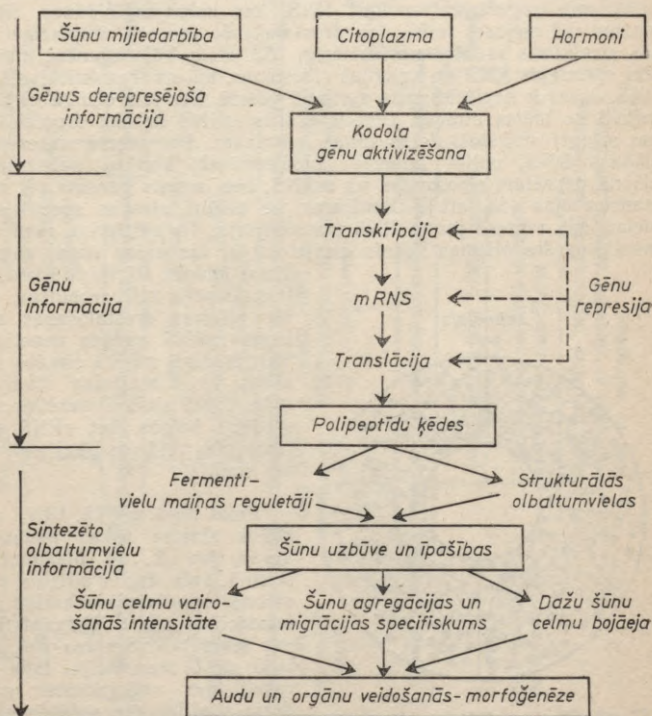 Šūnu mijiedarbība
Citoplazma
Hormoni
Gēnus derepresējoša
informācija
Kodola
gēnu aktivizēšana
Transkripcija
Gēnu
informācija
mRNS
Gēnu
represija
Translācija
Polipeptīdu ķēdes
Fermenti–
vielu maiņas reguletāji
Strukturālās
olbaltumvielas
Sintezēto
olbaltumvielu
informācija
Šūnu uzbūve un īpašības
Šūnu celmu vairo-
šanās intensitāte
Šūnu agregācijas un
migrācijas specifiskums
Dažu šūnu
celmu bojāeja
Audu un orgānu veidošanās-morfoģenēze